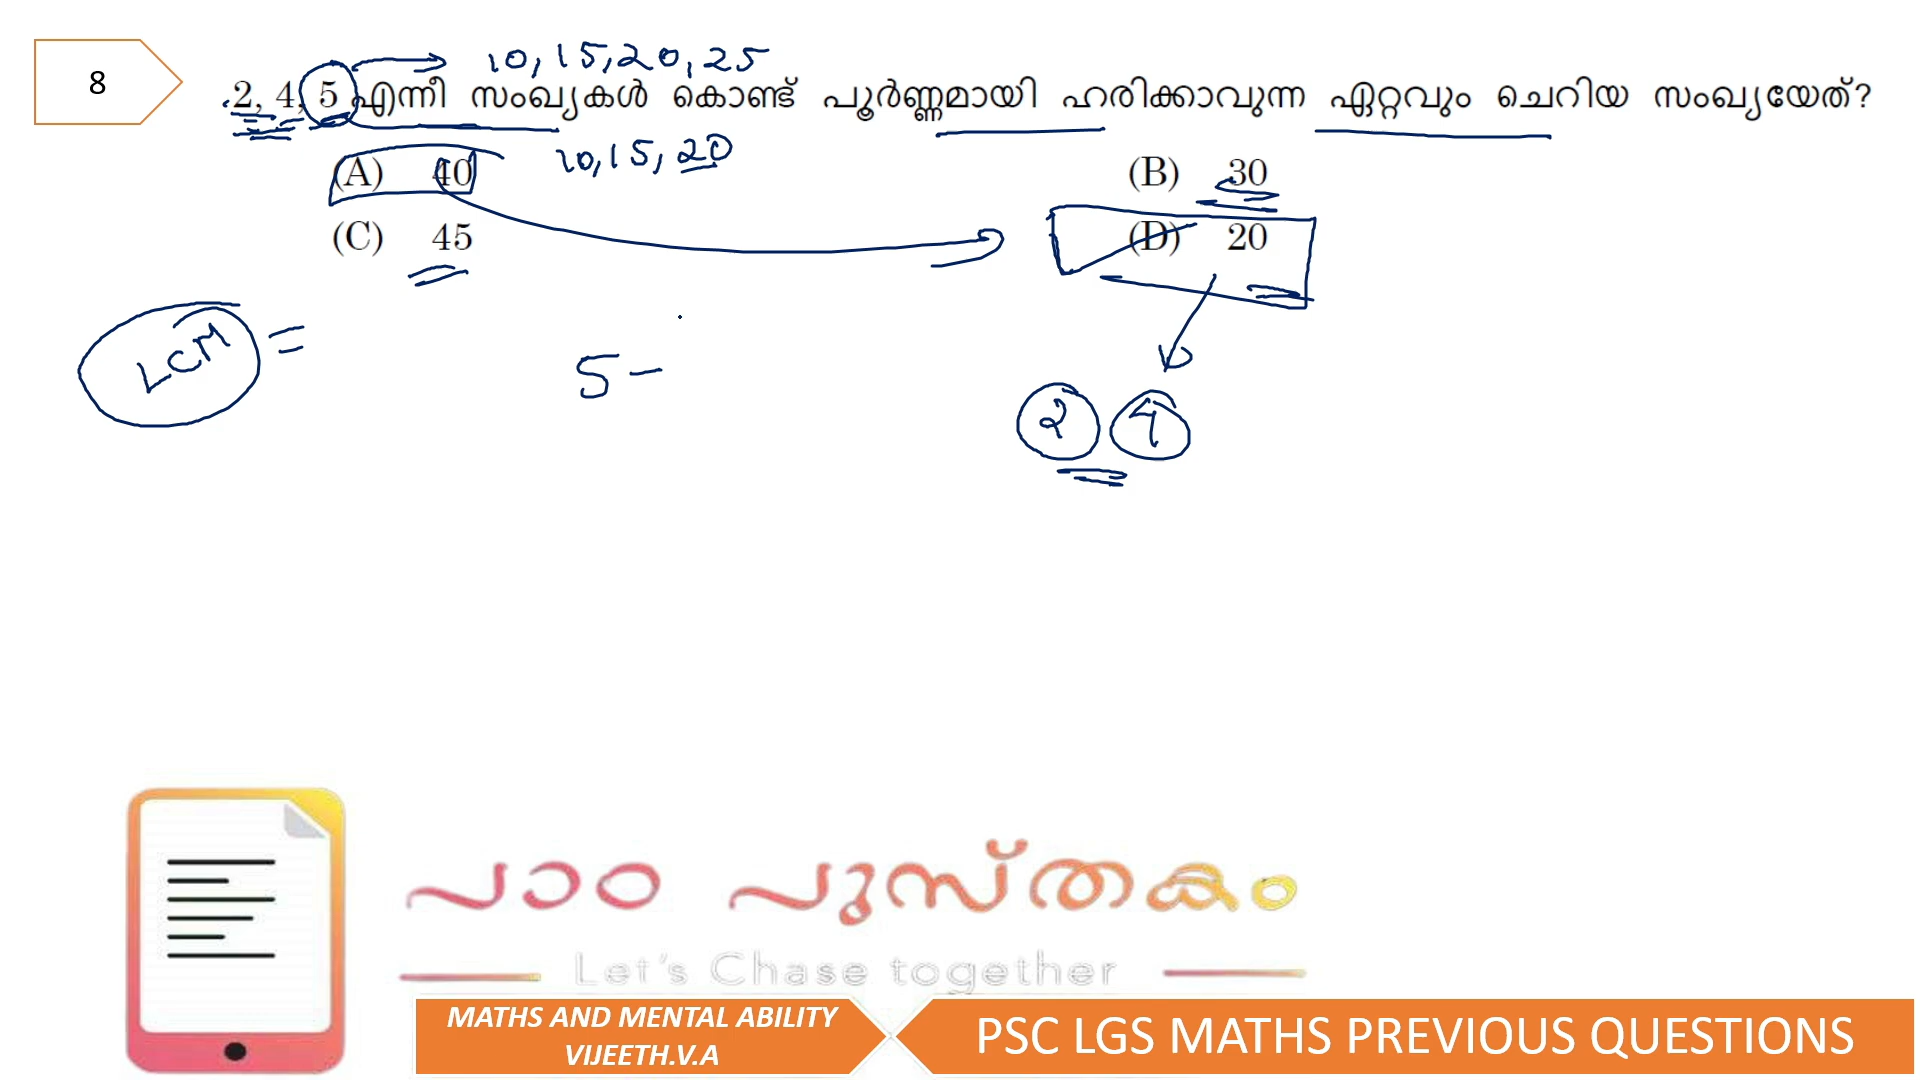 8
10, 15, 20, 25
2, 4, 5 എന്നീ സംഖ്യകൾ കൊണ്ട് പൂർണ്ണമായി ഹരിക്കാവുന്ന ഏറ്റവും ചെറിയ സംഖ്യയേത്?
10, 15, 20
(A) 40 (B) 30
(C) 45 (D) 20
LCM =
5 -
2 4
പാഠ പുസ്തകം
Let's Chase together
MATHS AND MENTAL ABILITY
VIJEETH.V.A
PSC LGS MATHS PREVIOUS QUESTIONS